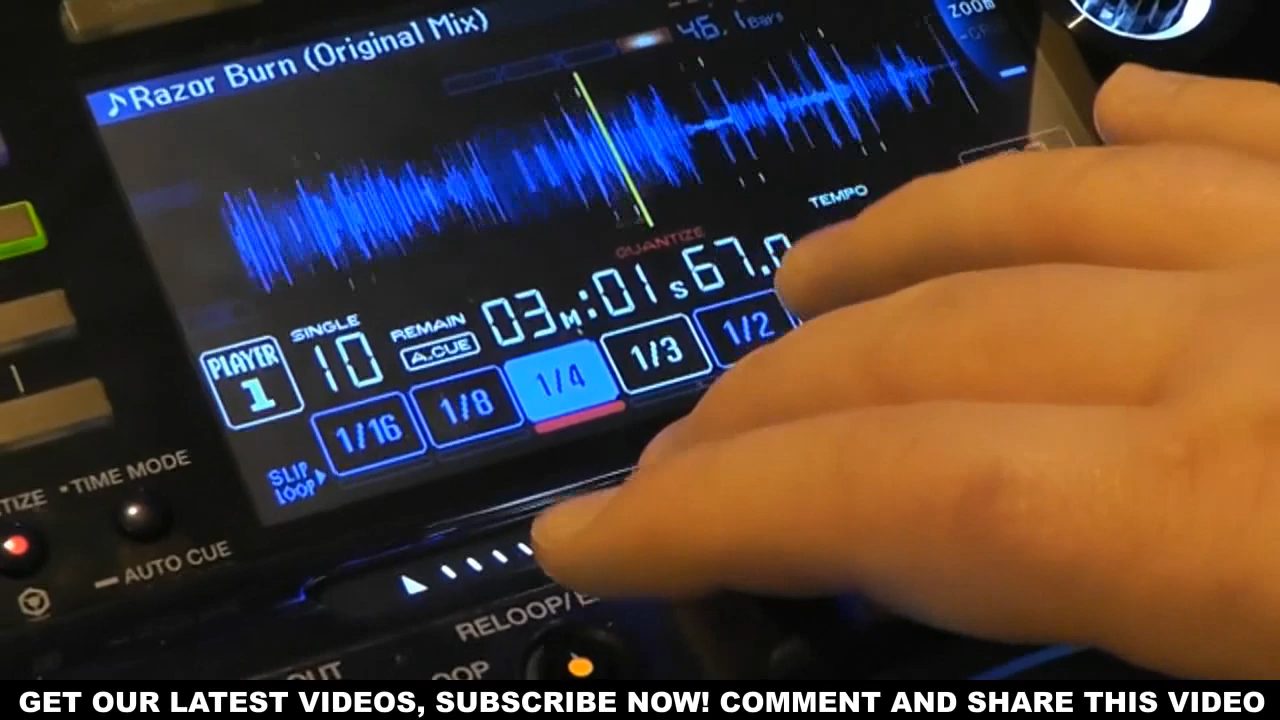 ♪Razor Burn (Original Mix)
46.1Bars
ZOOM
TEMPO
QUANTIZE
PLAYER
1
SINGLE
10
REMAIN
A.CUE
03M:01s67.0
1/16
1/8
1/4
1/3
1/2
SLIP
LOOP
TIME MODE
AUTO CUE
RELOOP/
GET OUR LATEST VIDEOS, SUBSCRIBE NOW! COMMENT AND SHARE THIS VIDEO